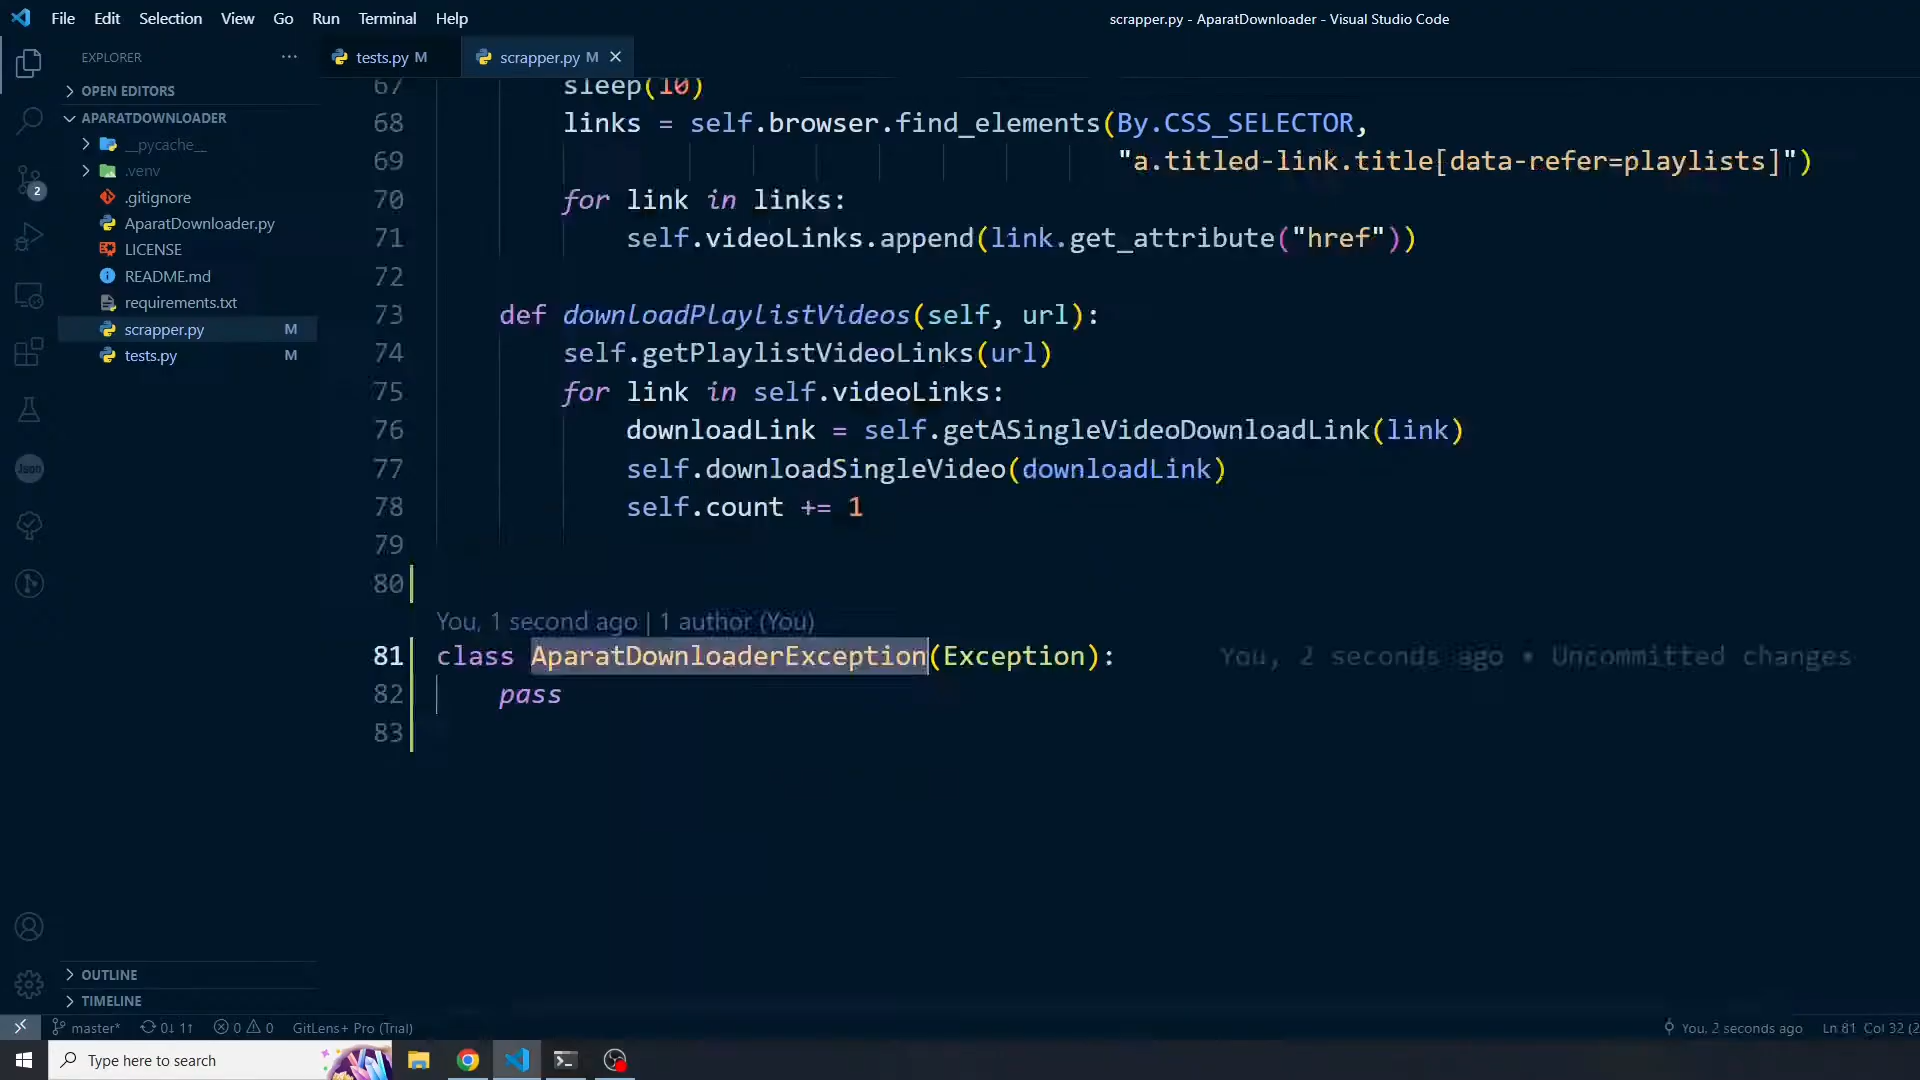 File Edit Selection View Go Run Terminal Help
scrapper.py - AparatDownloader - Visual Studio Code
EXPLORER
tests.py M
scrapper.py M
OPEN EDITORS
APARATDOWNLOADER
__pycache__
.venv
.gitignore
AparatDownloader.py
LICENSE
README.md
requirements.txt
scrapper.py M
tests.py M
2
Json
67 sleep(10)
68 links = self.browser.find_elements(By.CSS_SELECTOR,
69 "a.titled-link.title[data-refer=playlists]")
70 for link in links:
71 self.videoLinks.append(link.get_attribute("href"))
72
73 def downloadPlaylistVideos(self, url):
74 self.getPlaylistVideoLinks(url)
75 for link in self.videoLinks:
76 downloadLink = self.getASingleVideoDownloadLink(link)
77 self.downloadSingleVideo(downloadLink)
78 self.count += 1
79
80
You, 1 second ago | 1 author (You)
81 class AparatDownloaderException(Exception): You, 2 seconds ago • Uncommitted changes
82 pass
83
OUTLINE
TIMELINE
master* 0↓ 1↑ 0 0 GitLens+ Pro (Trial)
You, 2 seconds ago Ln 81 Col 32 (2
Type here to search